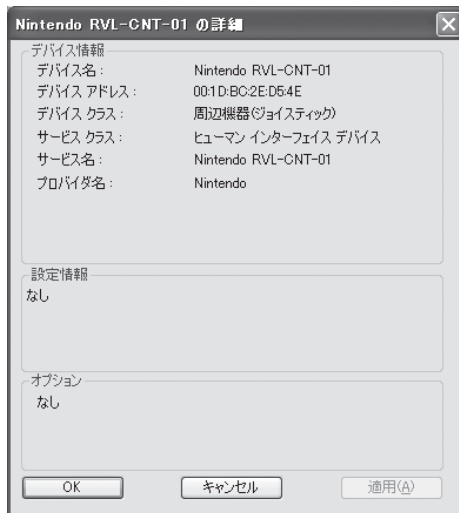 Nintendo RVL-CNT-01 の詳細
デバイス情報
デバイス名: Nintendo RVL-CNT-01
デバイス アドレス: 00:1D:BC:2E:D5:4E
デバイス クラス: 周辺機器(ジョイスティック)
サービス クラス: ヒューマン インターフェイス デバイス
サービス名: Nintendo RVL-CNT-01
プロバイダ名: Nintendo
設定情報
なし
オプション
なし
OK キャンセル 適用(A)